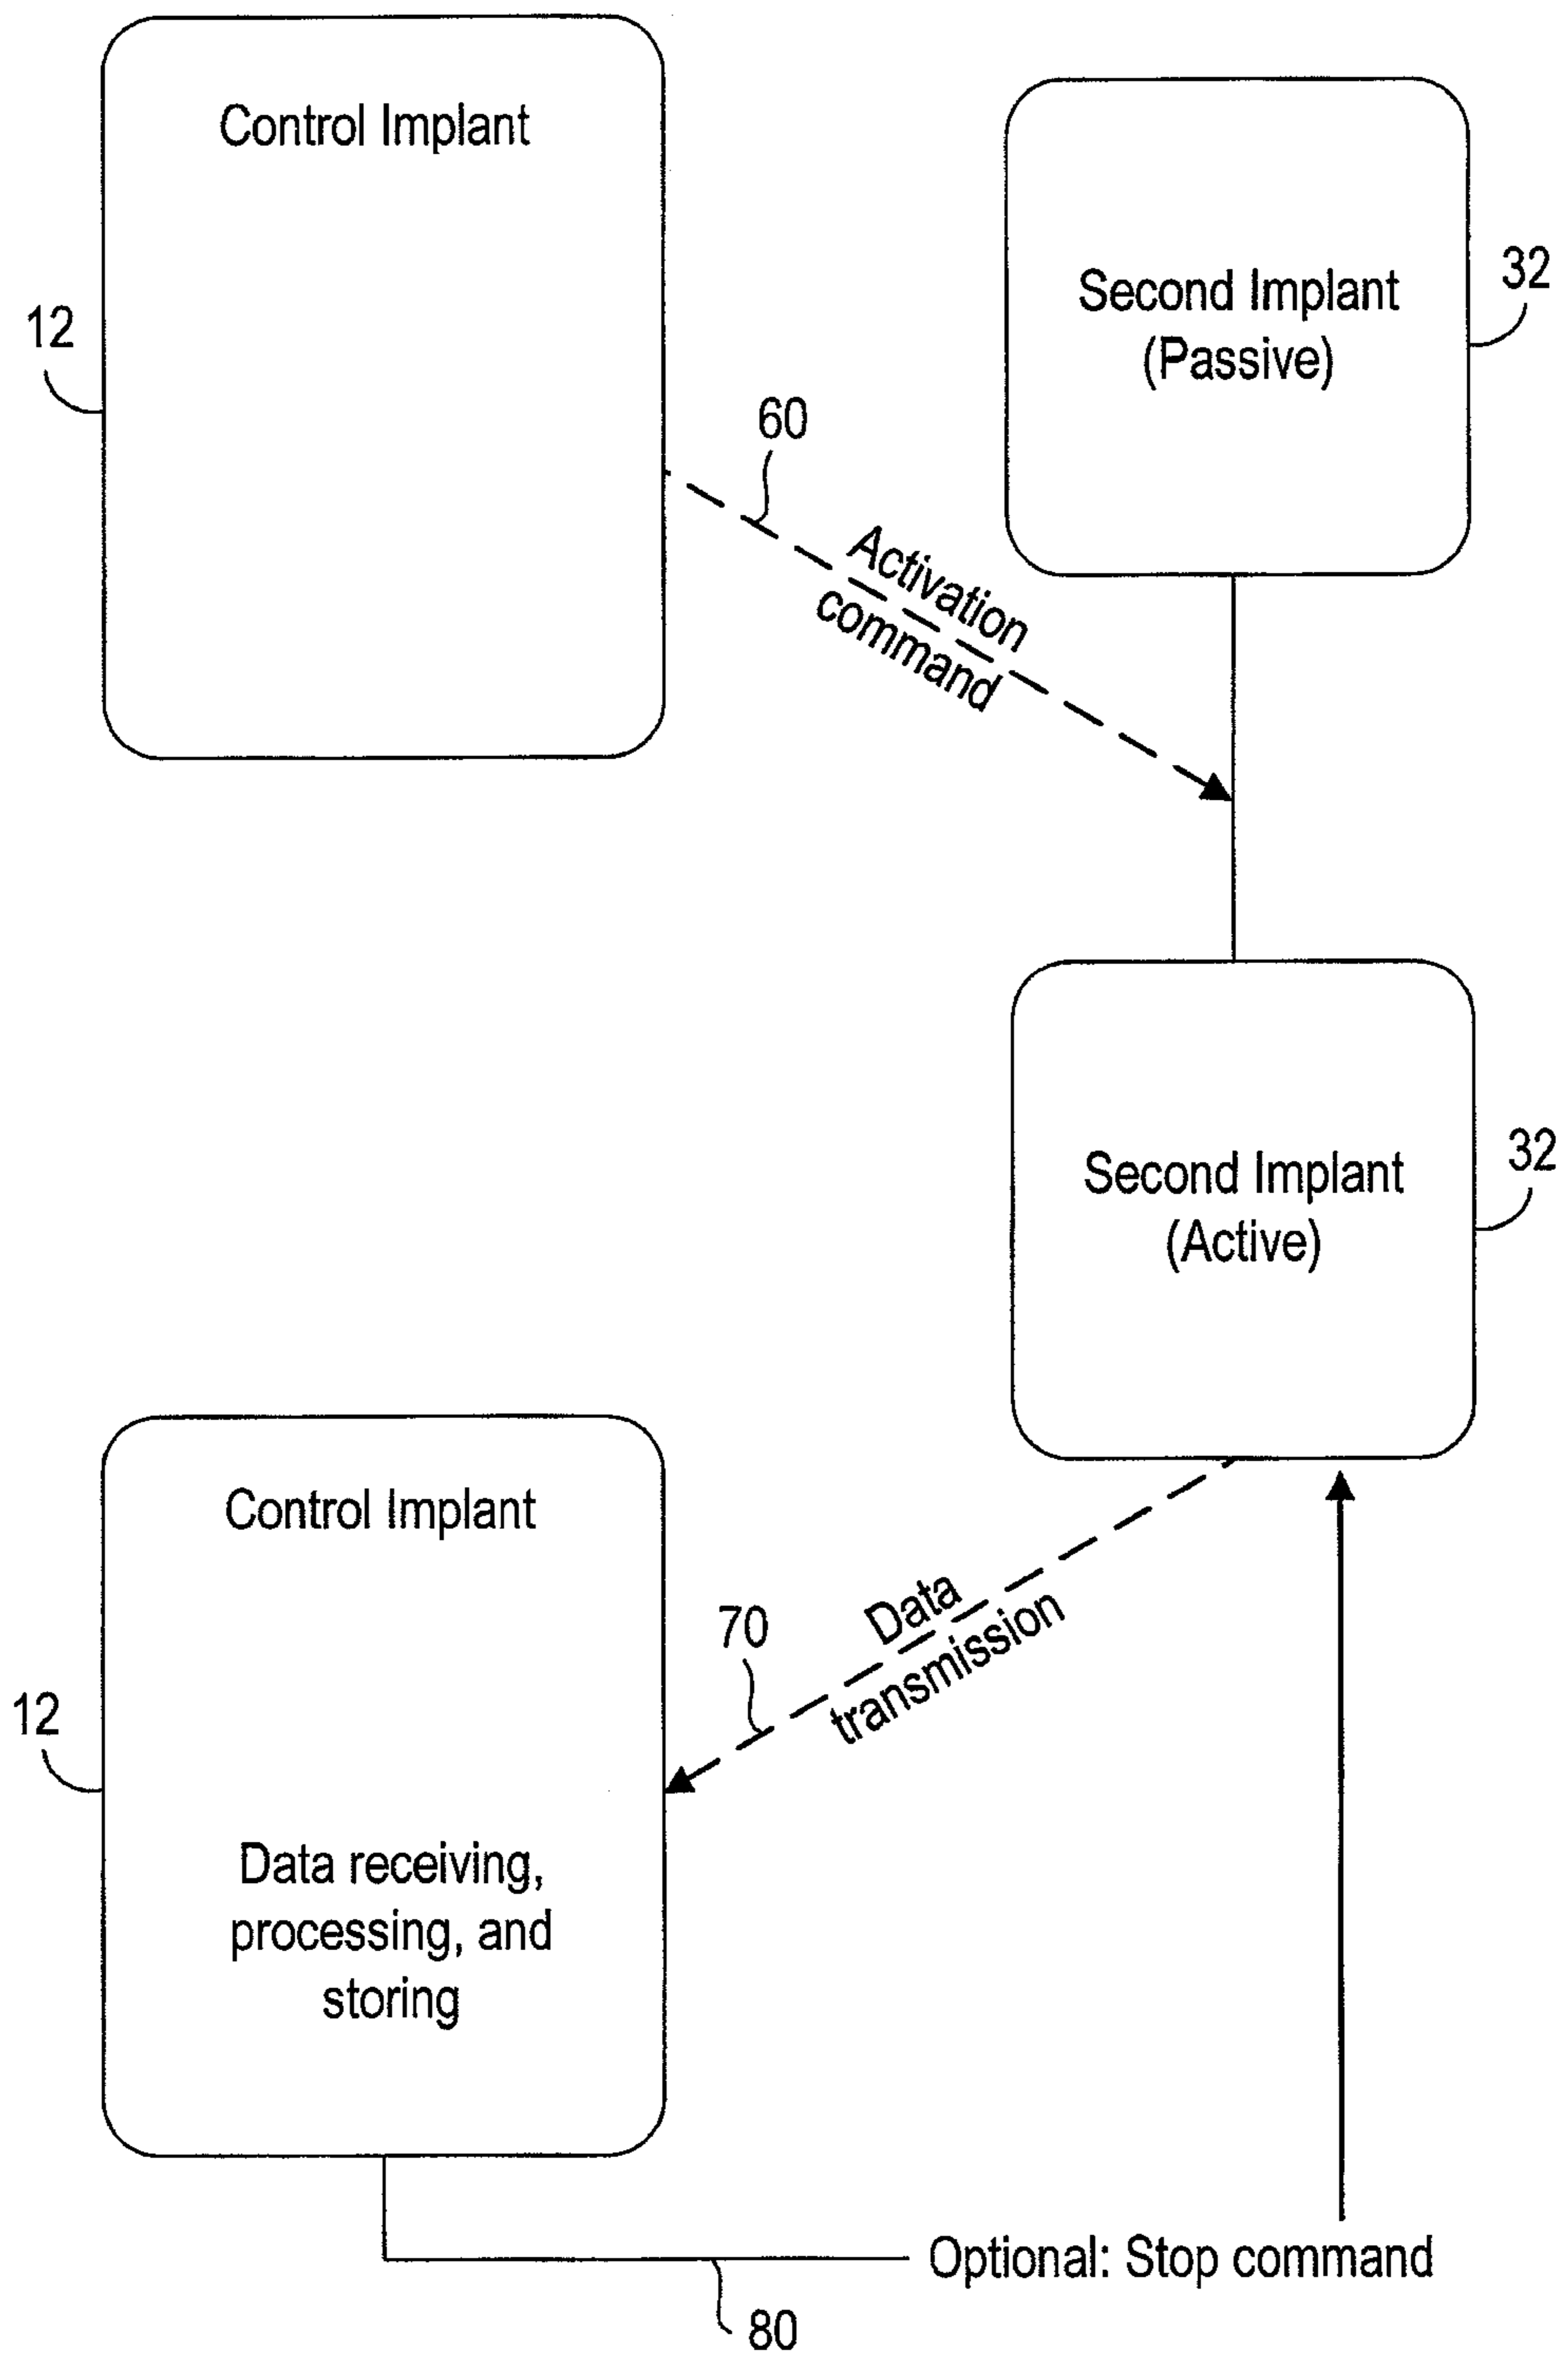 Control Implant
12
Second Implant
(Passive)
32
60
Activation
command
Second Implant
(Active)
32
Control Implant
12
70
Data
transmission
Data receiving,
processing, and
storing
Optional: Stop command
80